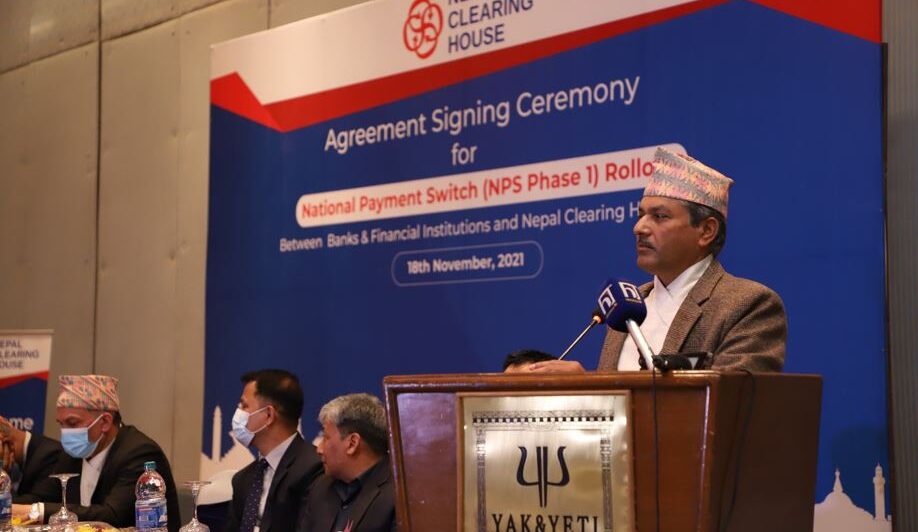 CLEARING
HOUSE
Agreement Signing Ceremony
for
National Payment Switch (NPS Phase 1)
Between Banks & Financial Institutions and Nepal Clearing
18th November, 2021
NEPAL
CLEARING
HOUSE
YAK&YETI